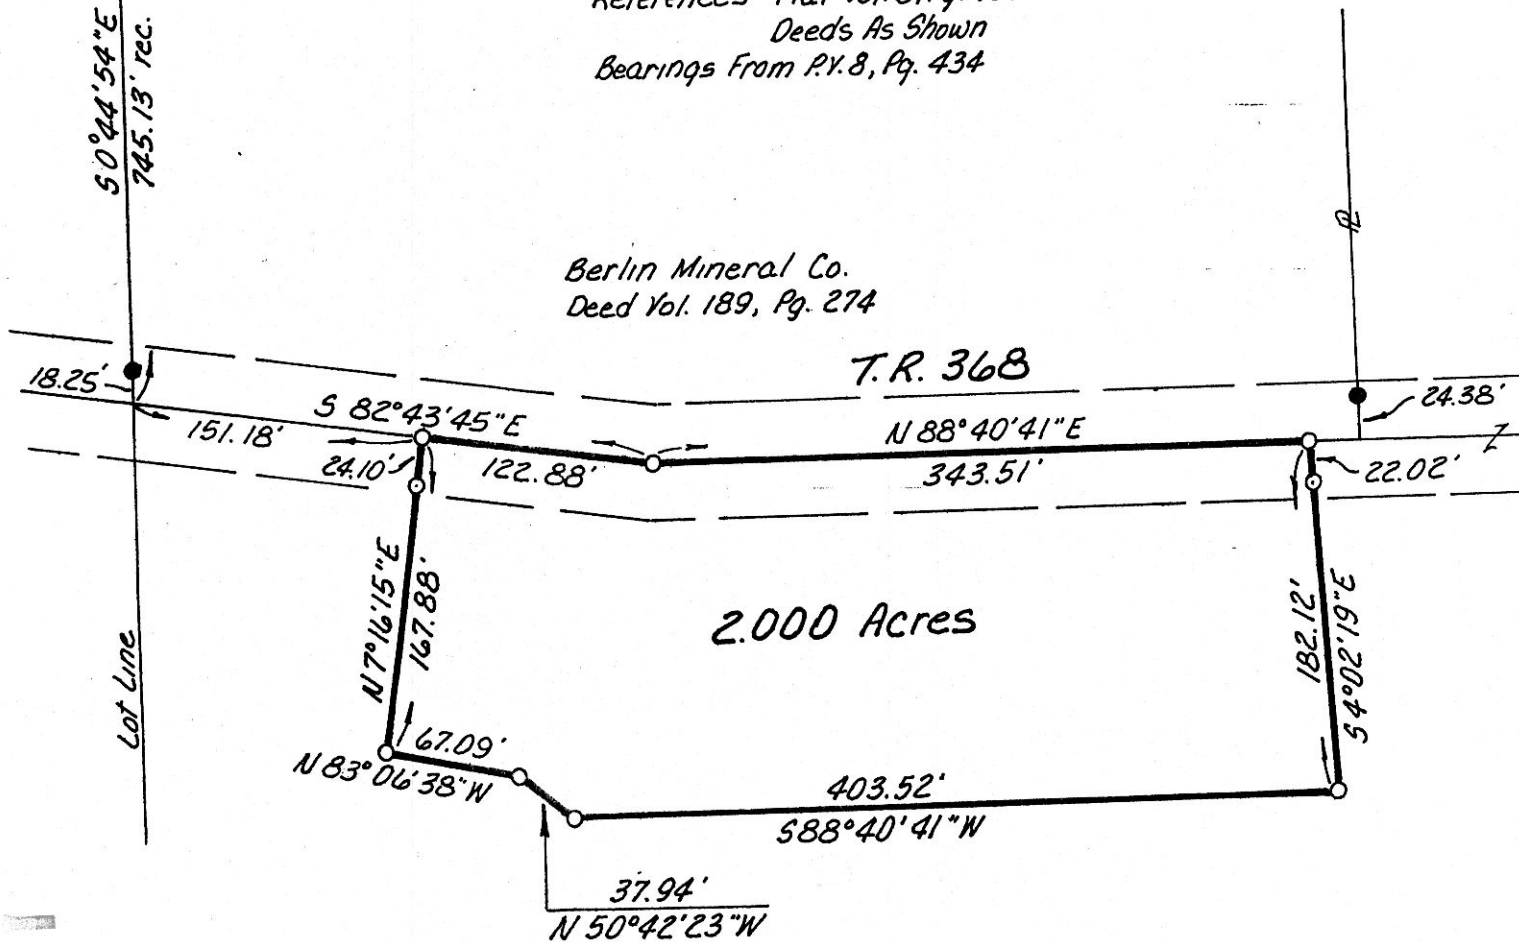 References
Deeds As Shown
Bearings From P.V. 8, Pg. 434
S 0°44'54"E
745.13' rec.
Berlin Mineral Co.
Deed Vol. 189, Pg. 274
T.R. 368
18.25'
24.38'
S 82°43'45"E
N 88°40'41"E
151.18'
24.10'
122.88'
343.51'
22.02'
N 7°16'15"E
167.88'
2.000 Acres
182.12'
S 4°02'19"E
Lot Line
67.09'
N 83°06'38"W
403.52'
S88°40'41"W
37.94'
N 50°42'23"W